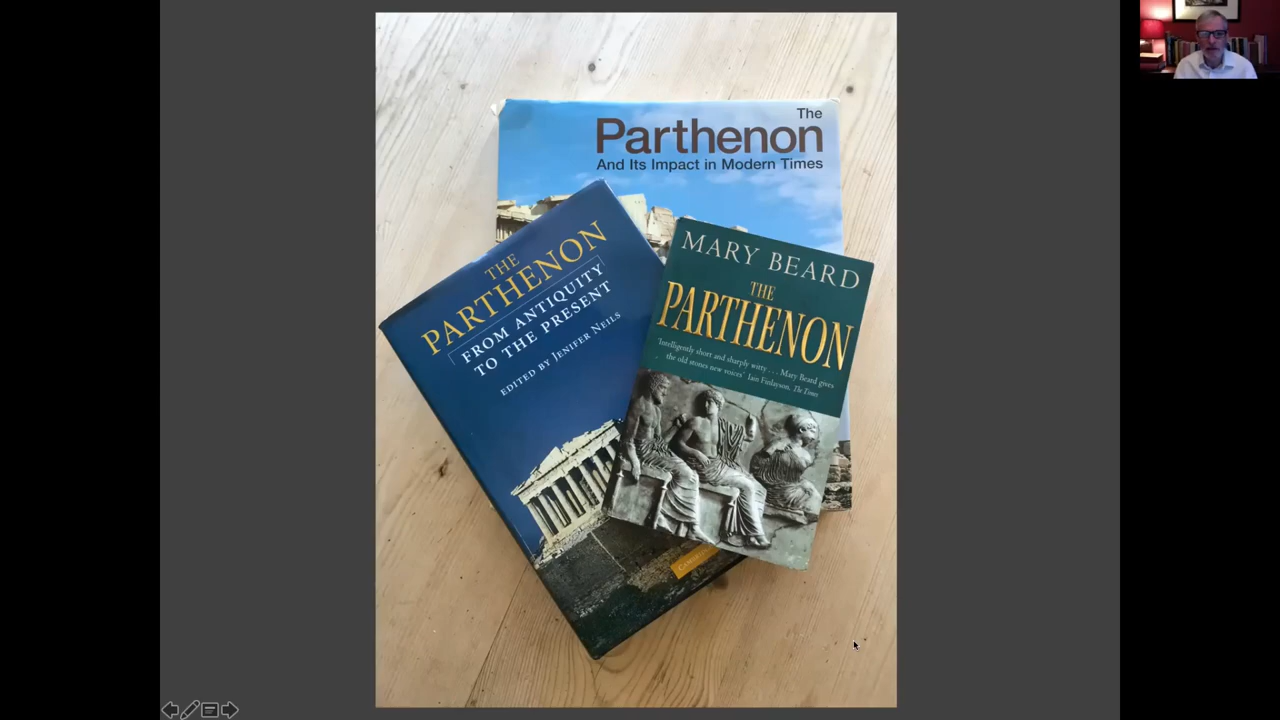 The
Parthenon
And Its Impact in Modern Times
THE
PARTHENON
FROM ANTIQUITY
TO THE PRESENT
EDITED BY JENIFER NEILS
MARY BEARD
THE
PARTHENON
'Intelligently short and sharply witty . . . Mary Beard gives
the old stones new voices' Iain Finlayson, The Times